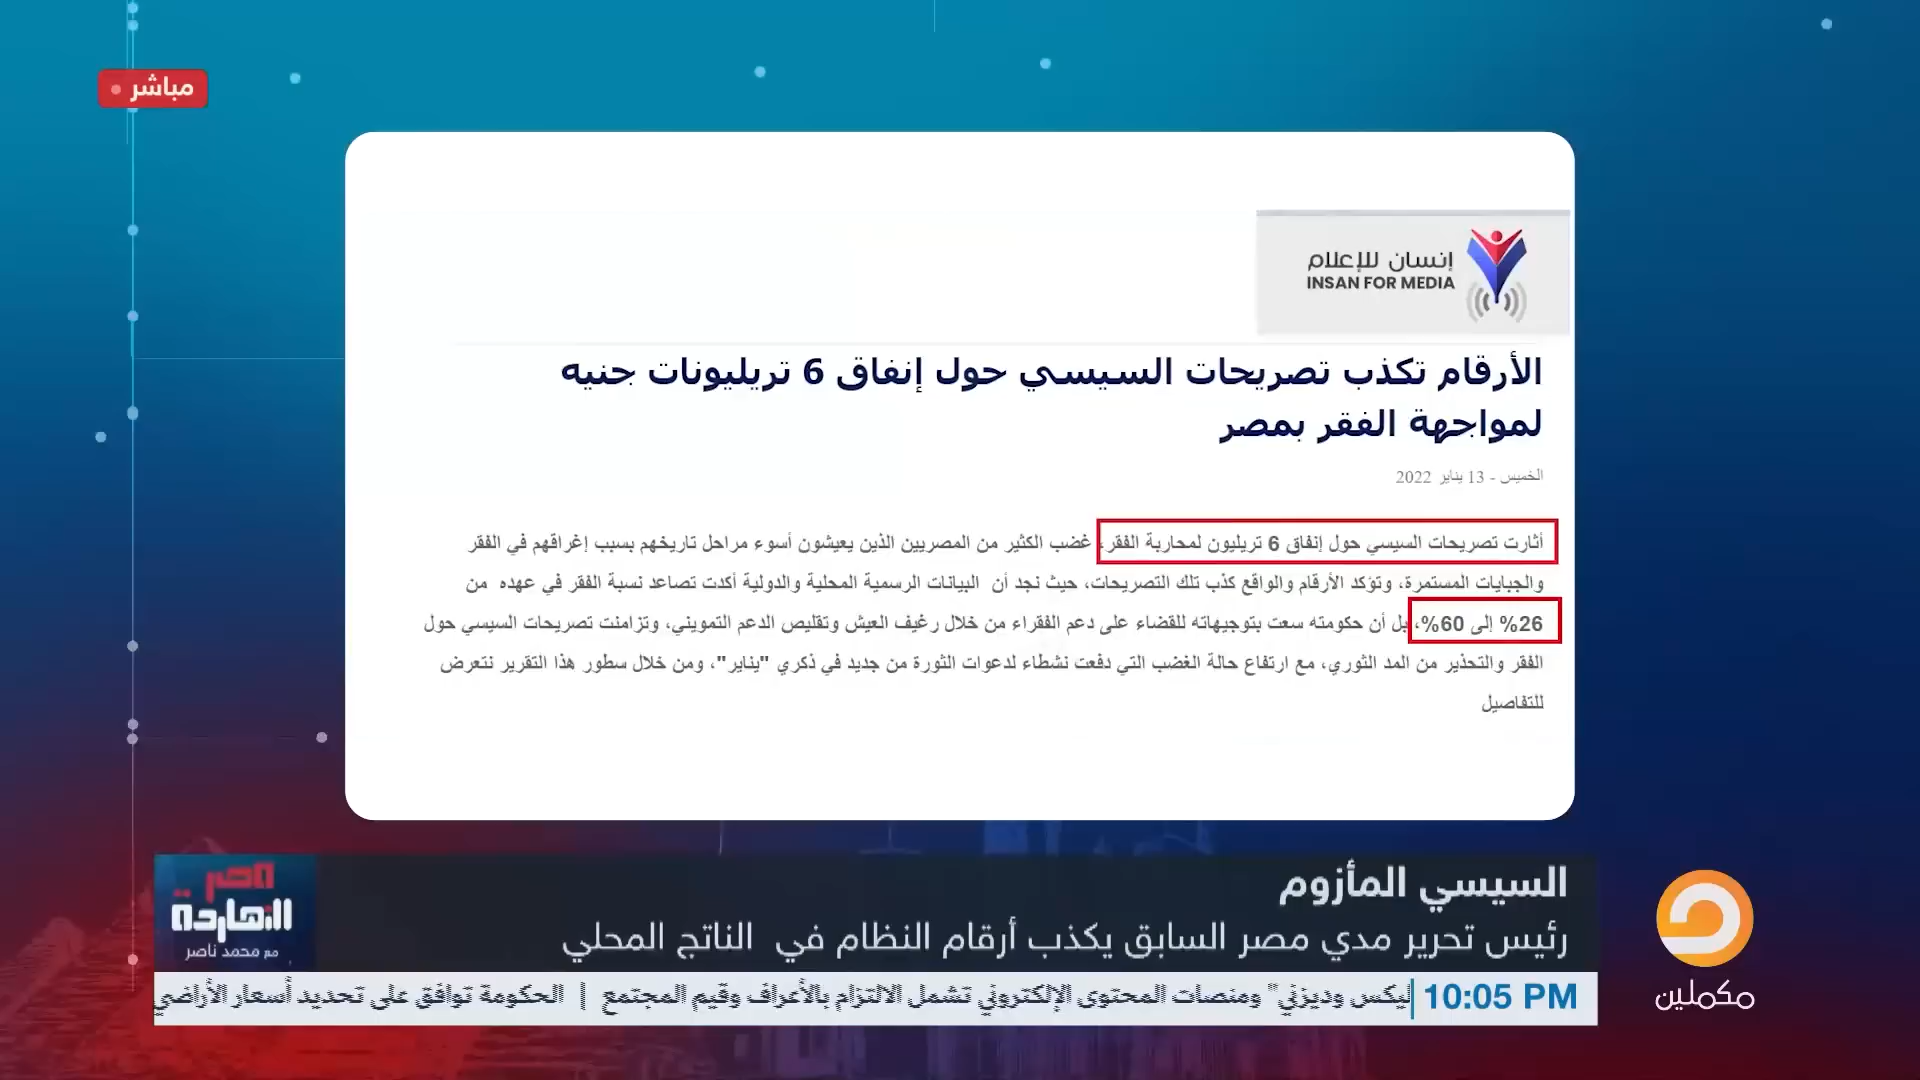 مباشر
إنسان للإعلام
INSAN FOR MEDIA
الأرقام تكذب تصريحات السيسي حول إنفاق 6 تريليونات جنيه
لمواجهة الفقر بمصر
الخميس - 13 يناير 2022
أثارت تصريحات السيسي حول إنفاق 6 تريليون لمحاربة الفقر، غضب الكثير من المصريين الذين يعيشون أسوء مراحل تاريخهم بسبب إغراقهم في الفقر
والجبايات المستمرة، وتؤكد الأرقام والواقع كذب تلك التصريحات، حيث نجد أن البيانات الرسمية المحلية والدولية أكدت تصاعد نسبة الفقر في عهده من
26% إلى 60%، بل أن حكومته سعت بتوجيهاته للقضاء على دعم الفقراء من خلال رغيف العيش وتقليص الدعم التمويني، وتزامنت تصريحات السيسي حول
الفقر والتحذير من المد الثوري، مع ارتفاع حالة الغضب التي دفعت نشطاء لدعوات الثورة من جديد في ذكري "يناير"، ومن خلال سطور هذا التقرير نتعرض
للتفاصيل
السيسي المأزوم
رئيس تحرير مدي مصر السابق يكذب أرقام النظام في الناتج المحلي
مصر
النهاردة
مع محمد ناصر
10:05 PM
ليكس وديزني" ومنصات المحتوى الإلكتروني تشمل الالتزام بالأعراف وقيم المجتمع | الحكومة توافق على تحديد أسعار الأراضي
مكملين